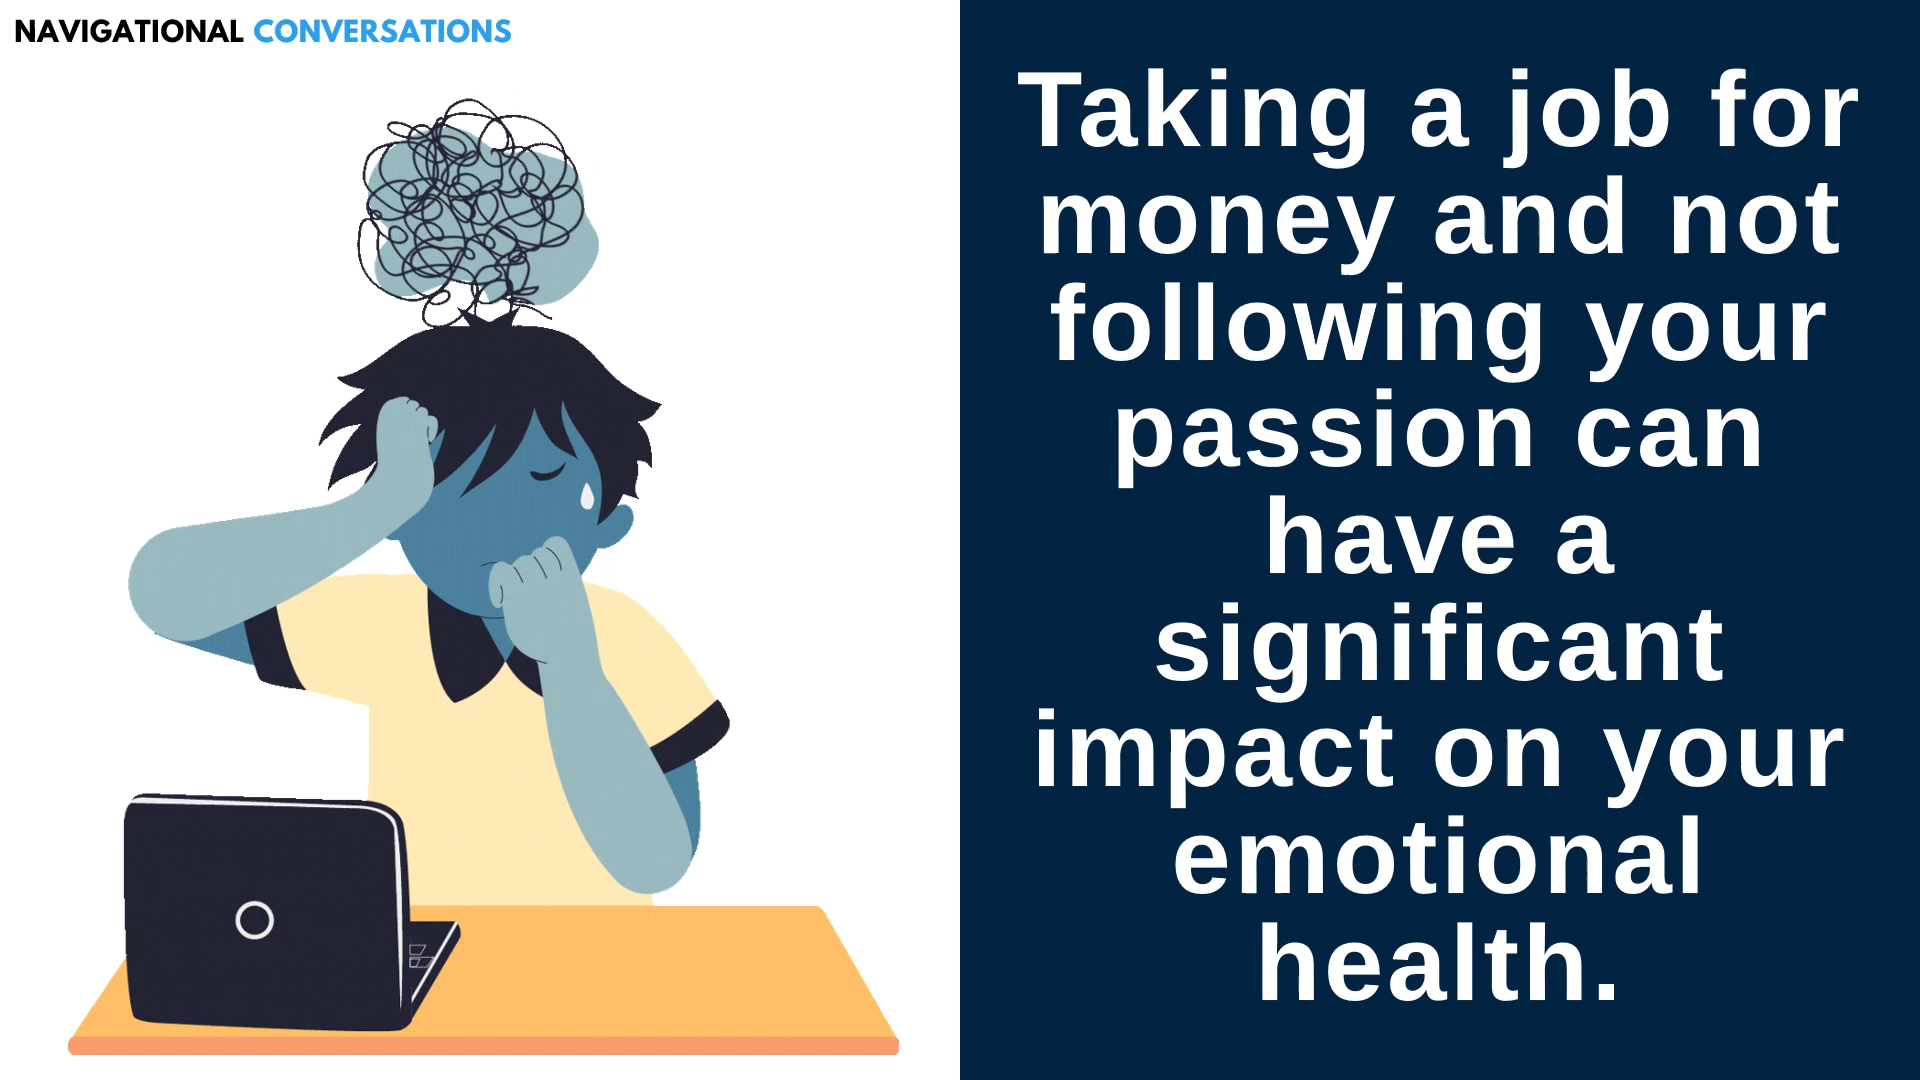 NAVIGATIONAL CONVERSATIONS
Taking a job for
money and not
following your
passion can
have a
significant
impact on your
emotional
health.